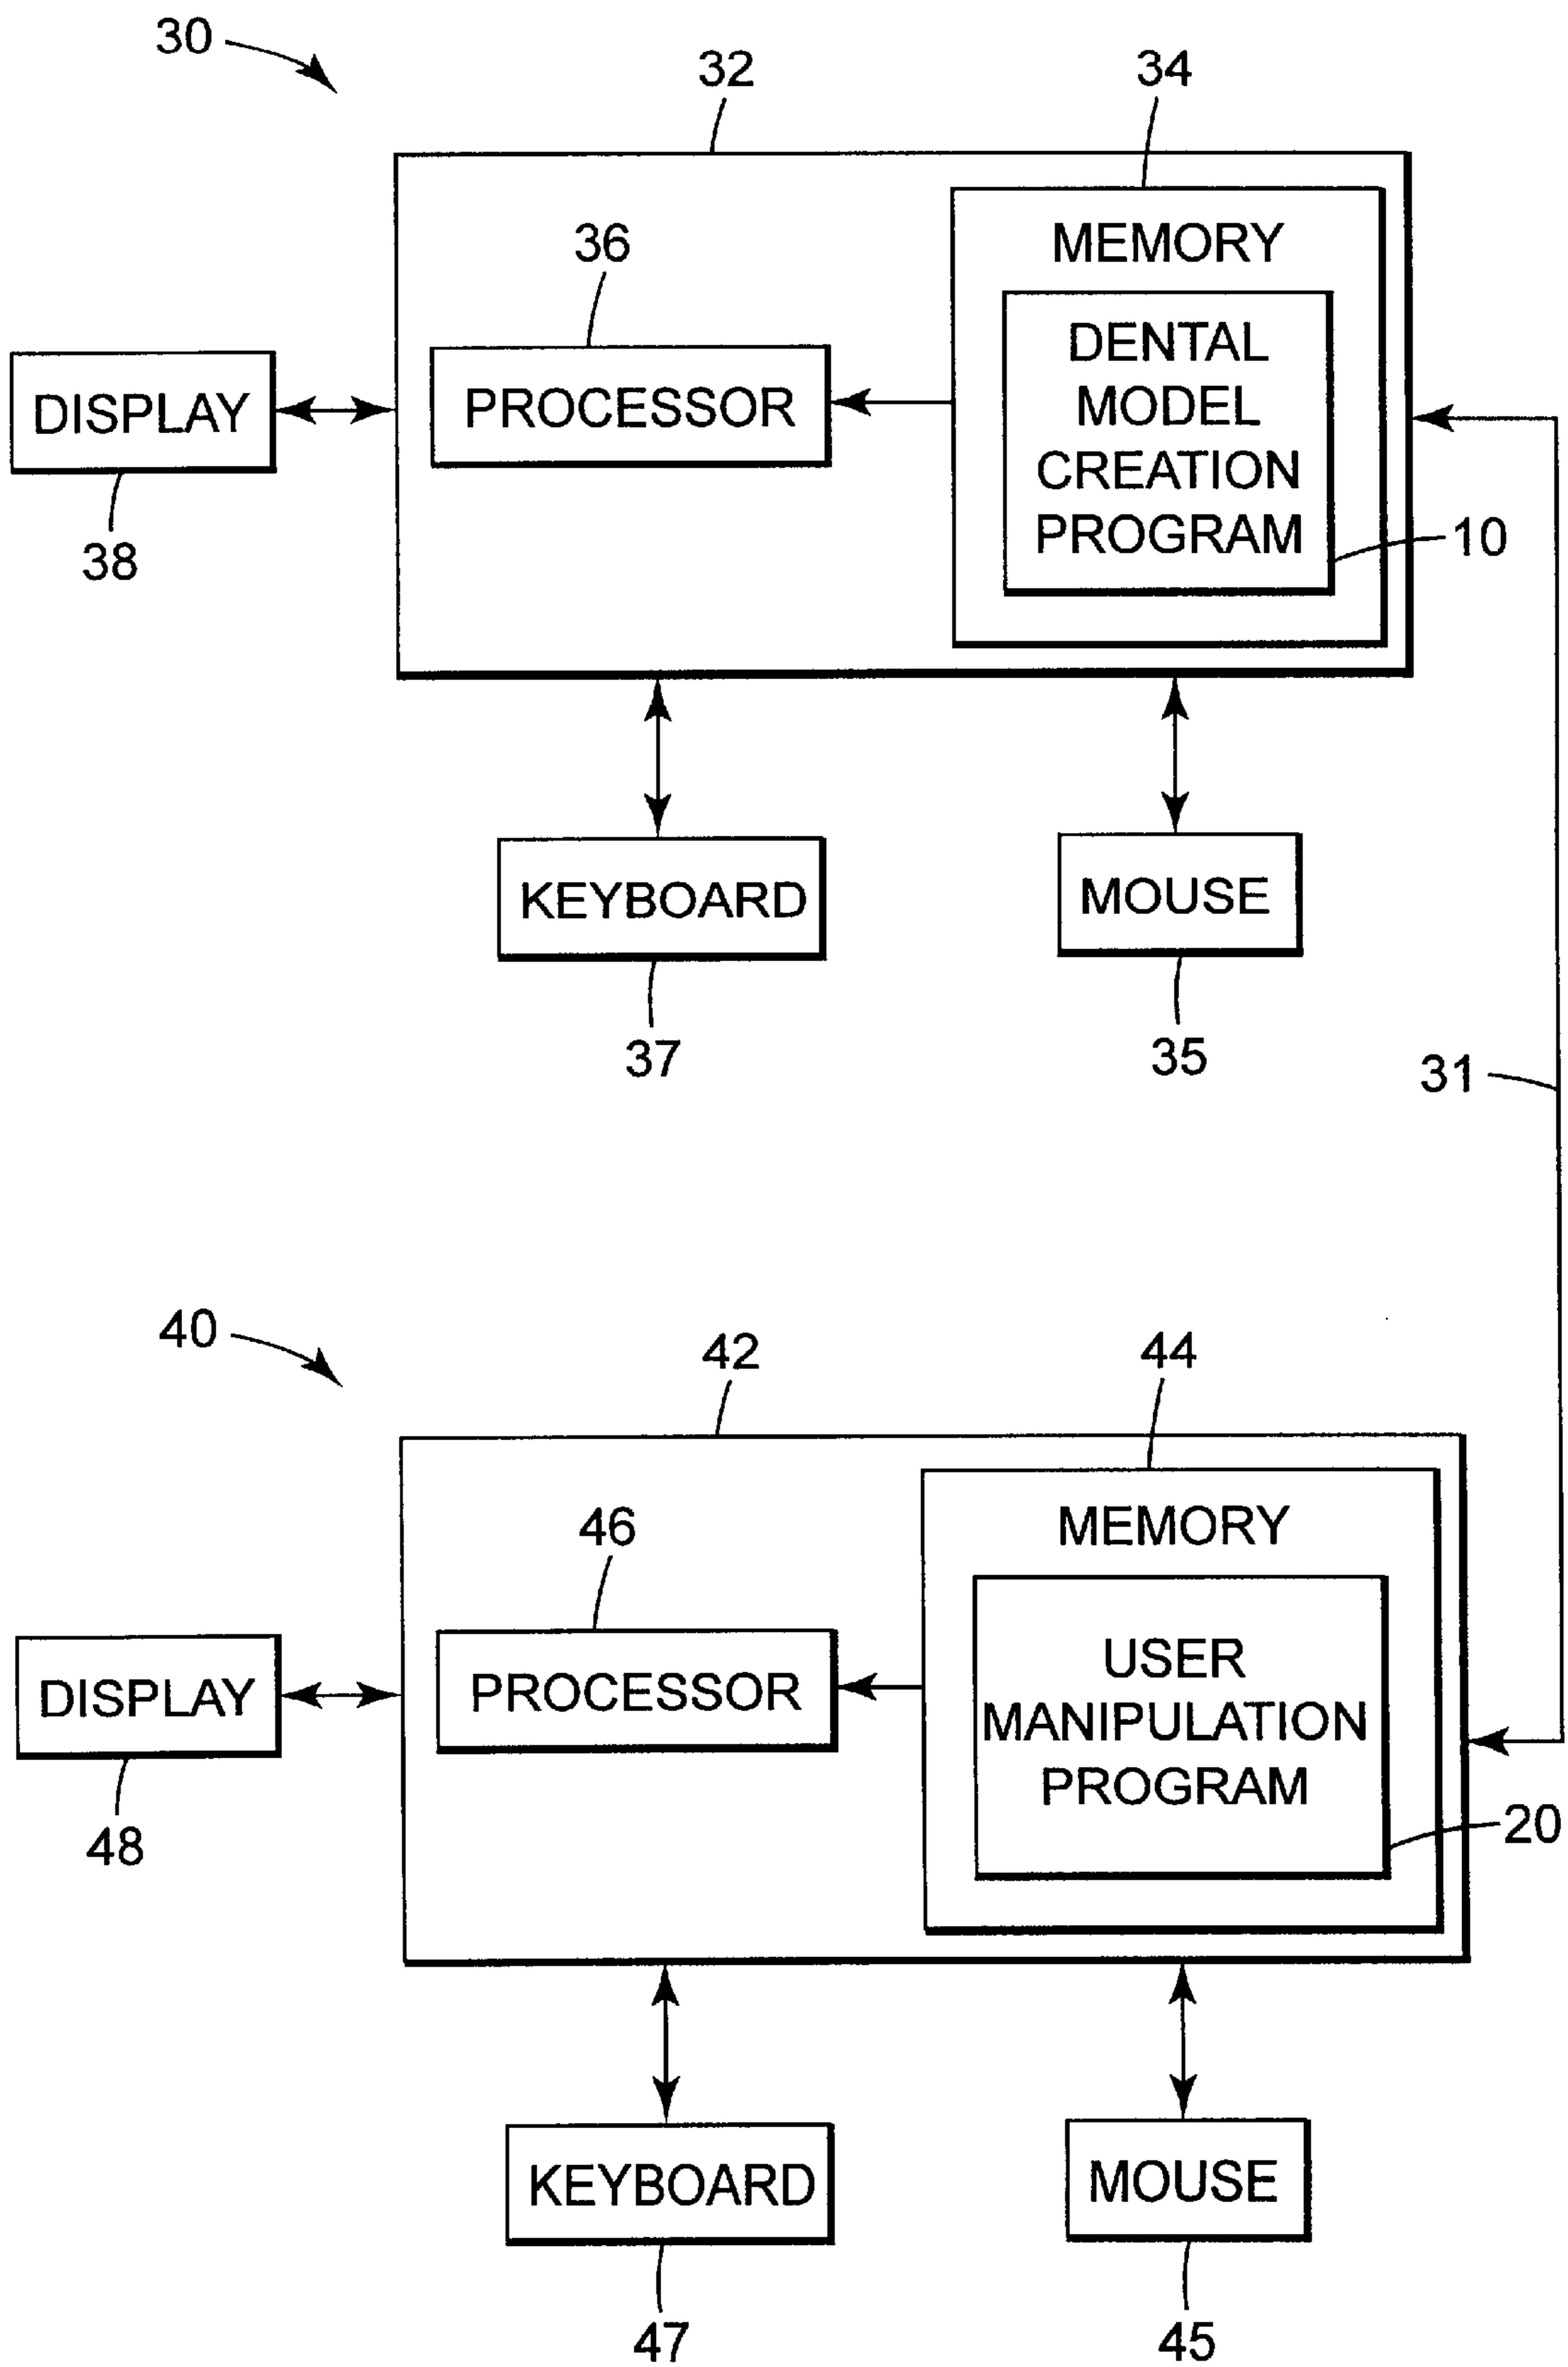 30
32
34
MEMORY
36
DENTAL
MODEL
CREATION
PROGRAM
PROCESSOR
DISPLAY
10
38
KEYBOARD
MOUSE
37
35
31
40
42
44
MEMORY
46
USER
MANIPULATION
PROGRAM
PROCESSOR
DISPLAY
20
48
KEYBOARD
MOUSE
47
45